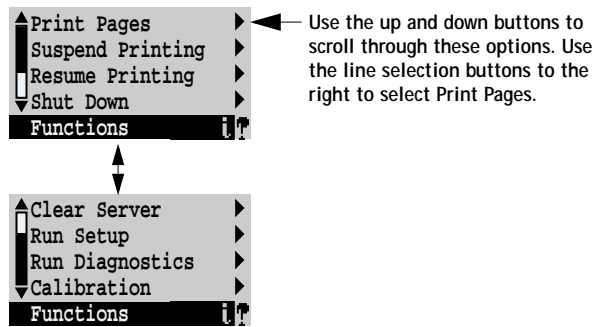 Print Pages
Suspend Printing
Resume Printing
Shut Down
Functions
Use the up and down buttons to
scroll through these options. Use
the line selection buttons to the
right to select Print Pages.
Clear Server
Run Setup
Run Diagnostics
Calibration
Functions